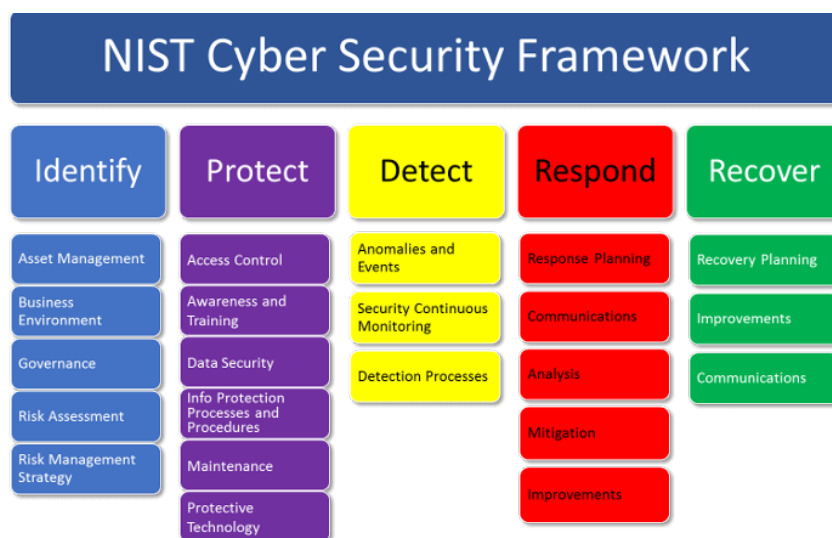 NIST Cyber Security Framework
Identify
Protect
Detect
Respond
Recover
Asset Management
Business
Environment
Governance
Risk Assessment
Risk Management
Strategy
Access Control
Awareness and
Training
Data Security
Info Protection
Processes and
Procedures
Maintenance
Protective
Technology
Anomalies and
Events
Security Continuous
Monitoring
Detection Processes
Response Planning
Communications
Analysis
Mitigation
Improvements
Recovery Planning
Improvements
Communications